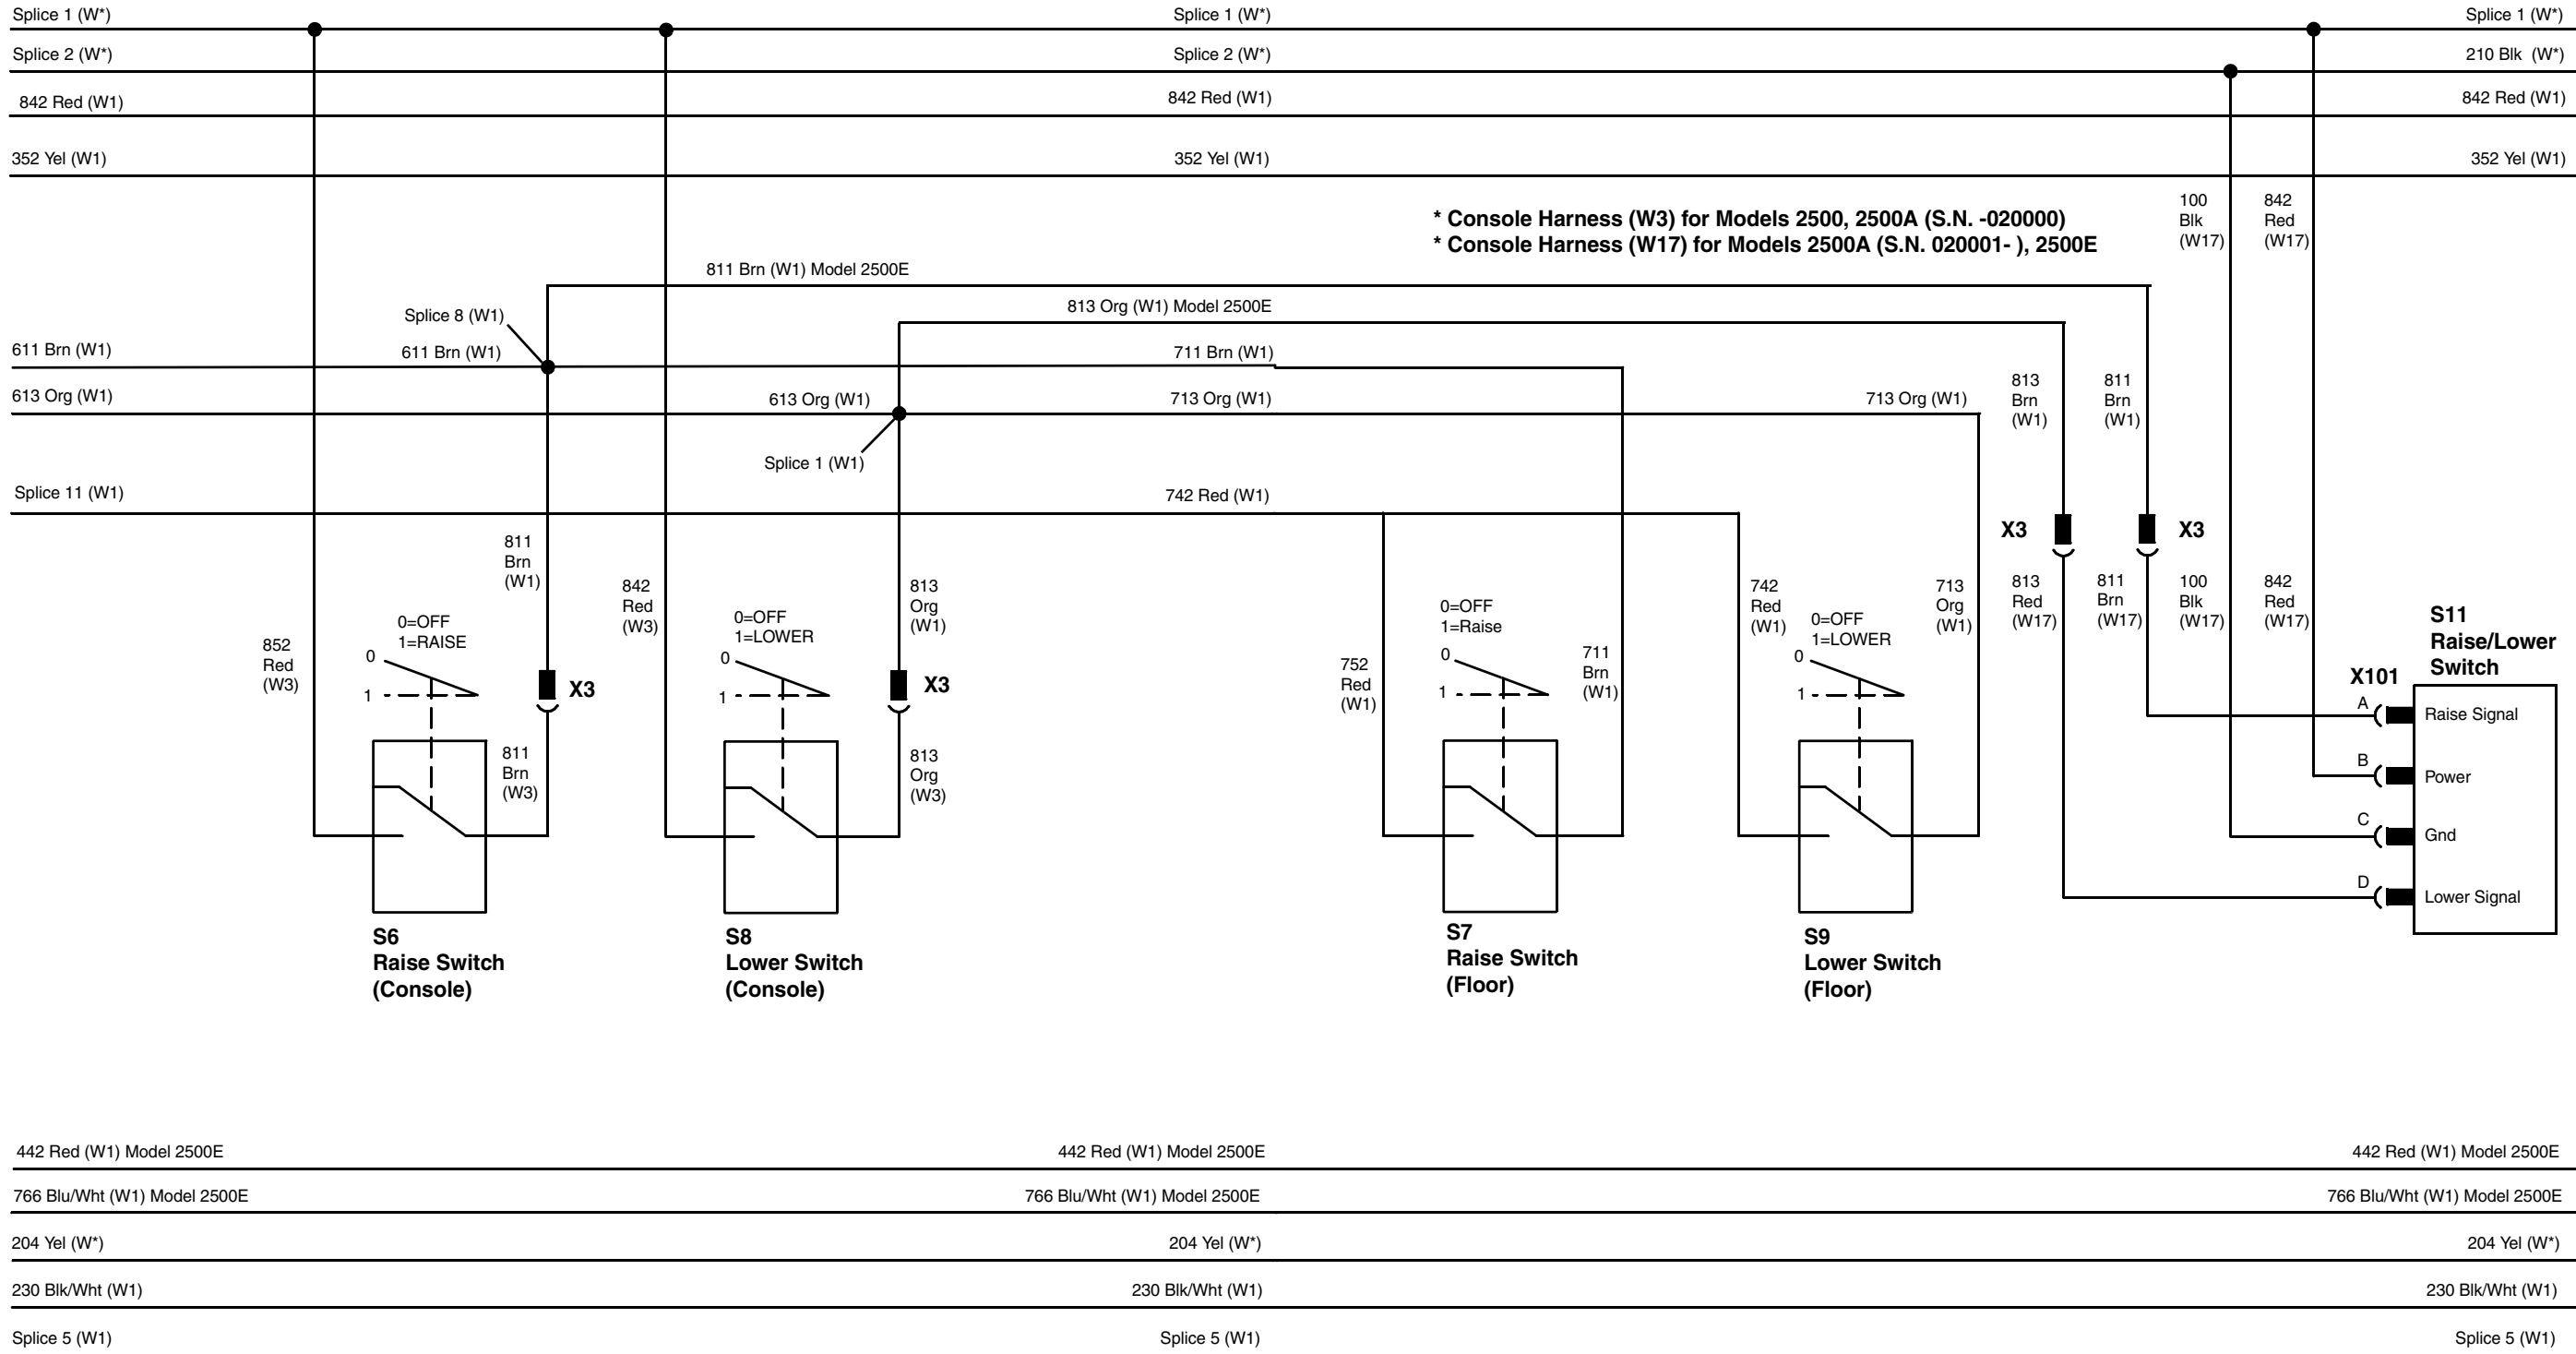 Splice 1 (W*)
Splice 1 (W*)
Splice 1 (W*)
Splice 2 (W*)
Splice 2 (W*)
210 Blk (W*)
842 Red (W1)
842 Red (W1)
842 Red (W1)
352 Yel (W1)
352 Yel (W1)
352 Yel (W1)
* Console Harness (W3) for Models 2500, 2500A (S.N. -020000)
* Console Harness (W17) for Models 2500A (S.N. 020001- ), 2500E
100
Blk
(W17)
842
Red
(W17)
811 Brn (W1) Model 2500E
813 Org (W1) Model 2500E
Splice 8 (W1)
611 Brn (W1)
611 Brn (W1)
711 Brn (W1)
613 Org (W1)
613 Org (W1)
713 Org (W1)
713 Org (W1)
813
Brn
(W1)
811
Brn
(W1)
Splice 1 (W1)
Splice 11 (W1)
742 Red (W1)
X3
X3
811
Brn
(W1)
842
Red
(W3)
813
Org
(W1)
852
Red
(W3)
0=OFF
1=RAISE
0
1
X3
811
Brn
(W3)
0=OFF
1=LOWER
0
1
X3
813
Org
(W3)
0=OFF
1=Raise
0
1
752
Red
(W1)
711
Brn
(W1)
742
Red
(W1)
0=OFF
1=LOWER
0
1
713
Org
(W1)
813
Red
(W17)
811
Brn
(W17)
100
Blk
(W17)
842
Red
(W17)
S11
Raise/Lower
Switch
X101
A
Raise Signal
B
Power
C
Gnd
D
Lower Signal
S6
Raise Switch
(Console)
S8
Lower Switch
(Console)
S7
Raise Switch
(Floor)
S9
Lower Switch
(Floor)
442 Red (W1) Model 2500E
442 Red (W1) Model 2500E
442 Red (W1) Model 2500E
766 Blu/Wht (W1) Model 2500E
766 Blu/Wht (W1) Model 2500E
766 Blu/Wht (W1) Model 2500E
204 Yel (W*)
204 Yel (W*)
204 Yel (W*)
230 Blk/Wht (W1)
230 Blk/Wht (W1)
230 Blk/Wht (W1)
Splice 5 (W1)
Splice 5 (W1)
Splice 5 (W1)